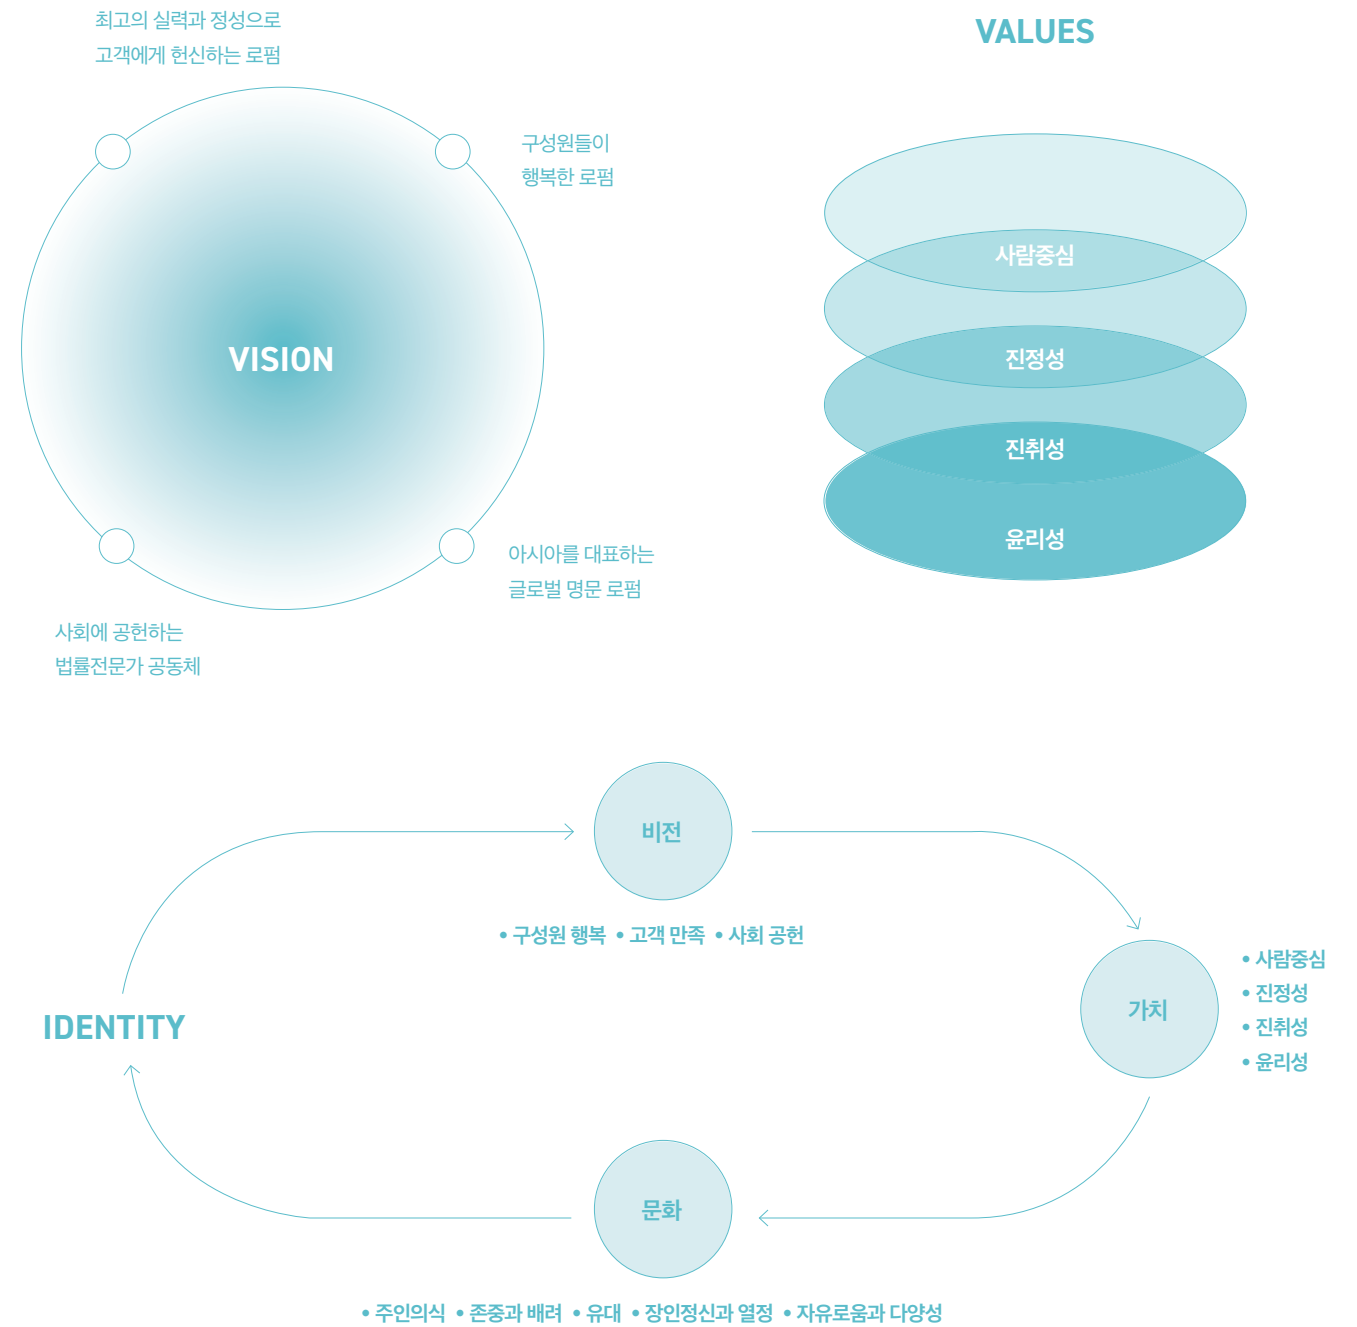 최고의 실력과 정성으로
고객에게 헌신하는 로펌
구성원들이
행복한 로펌
VISION
아시아를 대표하는
글로벌 명문 로펌
사회에 공헌하는
법률전문가 공동체
VALUES
사람중심
진정성
진취성
윤리성
비전
• 구성원 행복 • 고객 만족 • 사회 공헌
가치
• 사람중심
• 진정성
• 진취성
• 윤리성
IDENTITY
문화
• 주인의식 • 존중과 배려 • 유대 • 장인정신과 열정 • 자유로움과 다양성